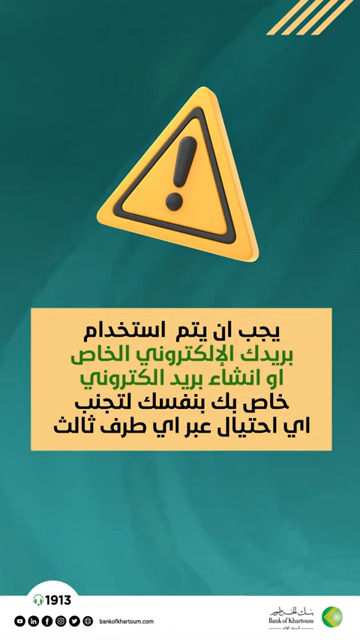 يجب ان يتم استخدام
بريدك الإلكتروني الخاص
او انشاء بريد الكتروني
خاص بك بنفسك لتجنب
اي احتيال عبر اي طرف ثالث
1913
bankofkhartoum.com
بنك الخرطوم
Bank of Khartoum